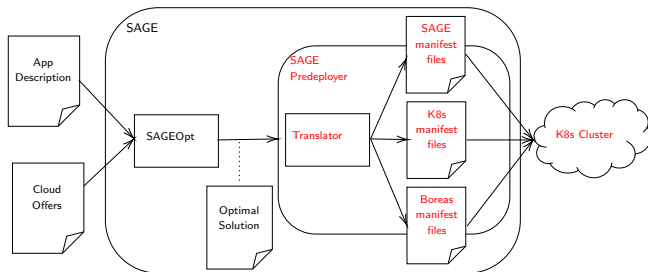 SAGE
App
Description
Cloud
Offers
SAGEOpt
Optimal
Solution
SAGE
Predeployer
Translator
SAGE
manifest
files
K8s
manifest
files
Boreas
manifest
files
K8s Cluster